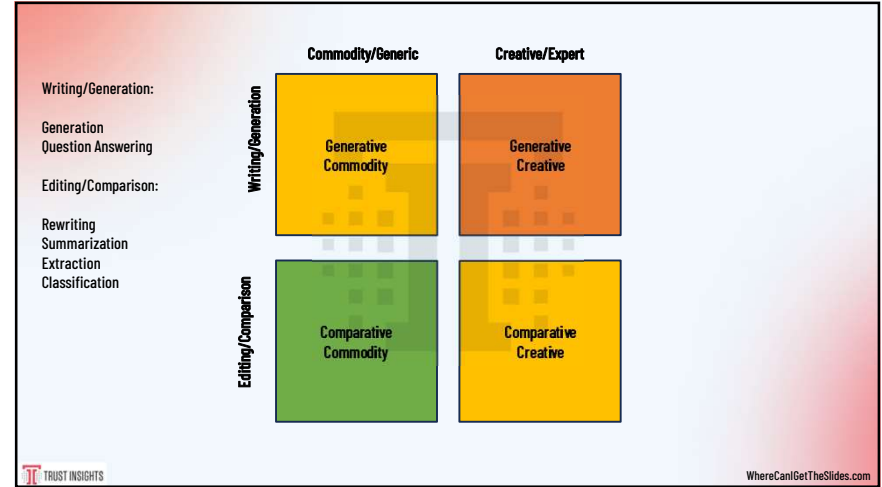 Commodity/Generic
Creative/Expert
Writing/Generation:
Generation
Question Answering
Editing/Comparison:
Rewriting
Summarization
Extraction
Classification
Writing/Generation
Generative
Commodity
Generative
Creative
Editing/Comparison
Comparative
Commodity
Comparative
Creative
TRUST INSIGHTS
WhereCanIGetTheSlides.com